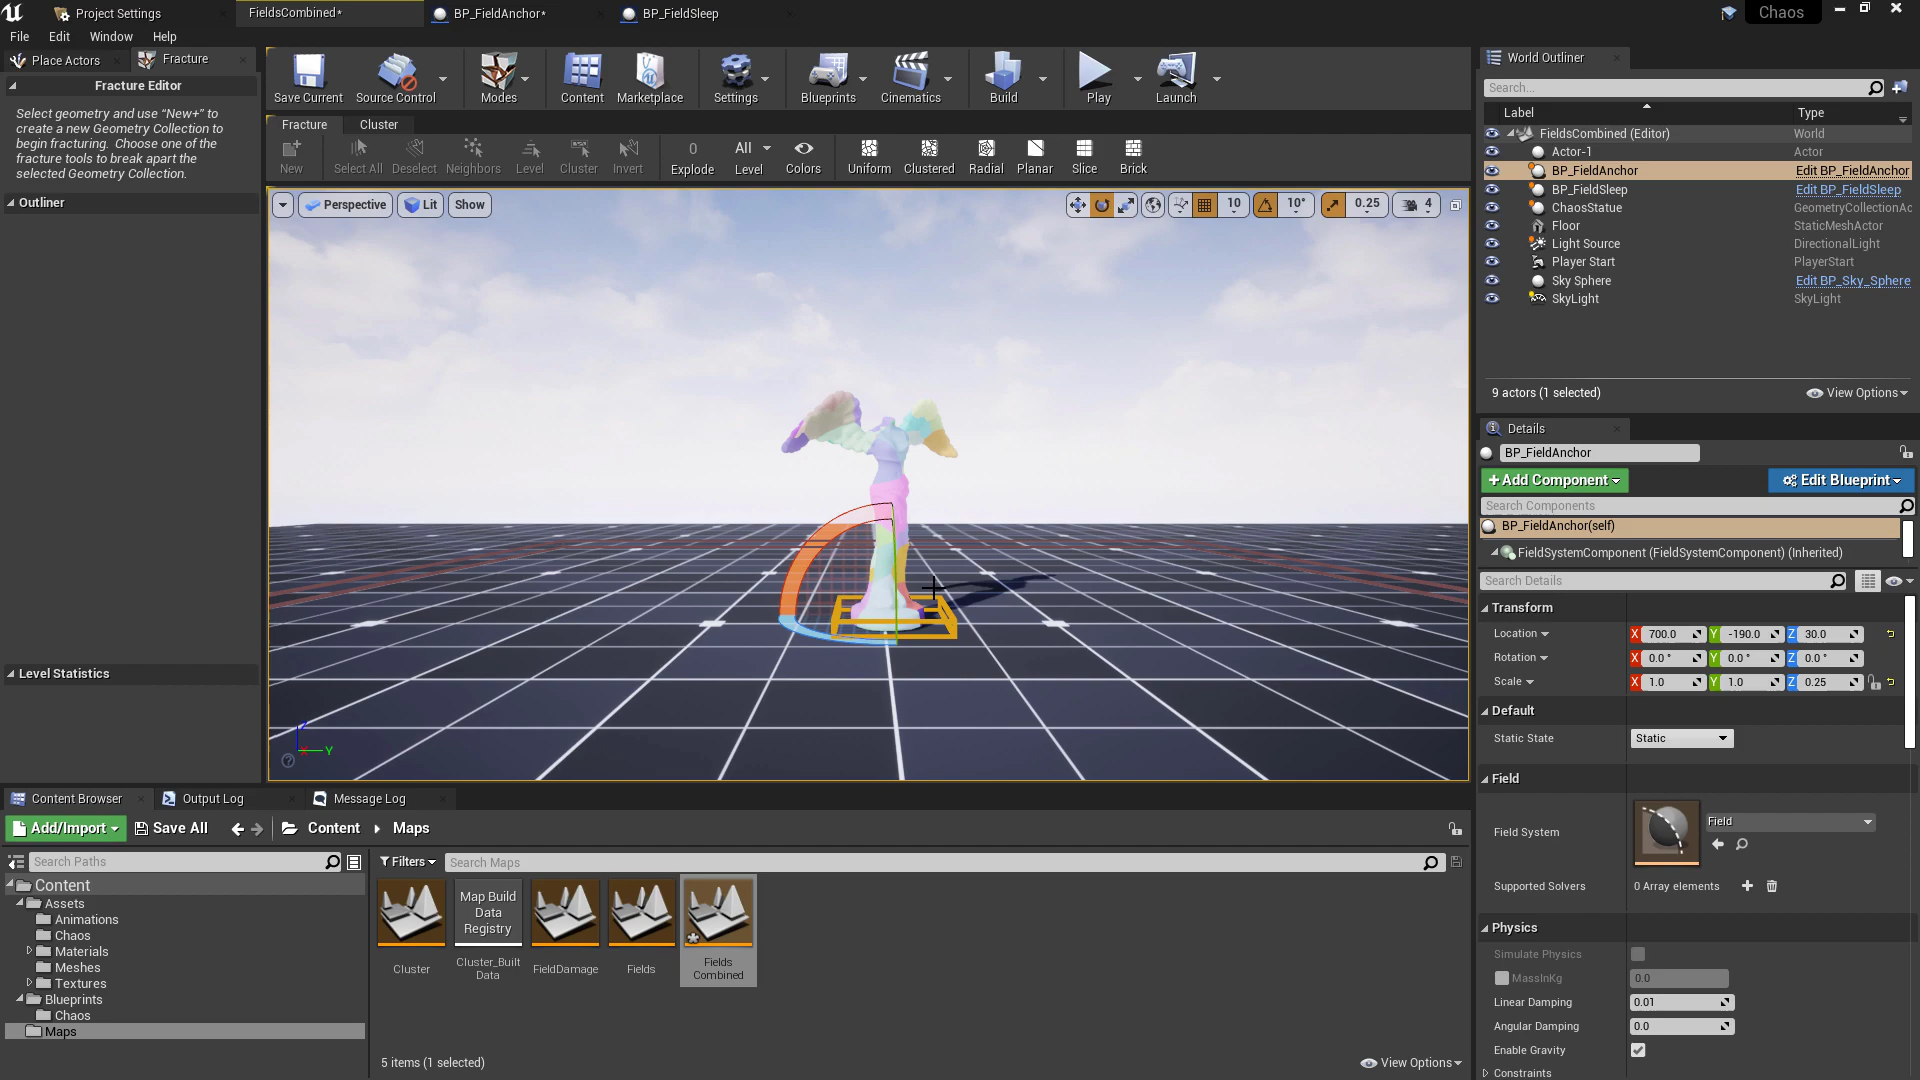 Project Settings
FieldsCombined*
BP_FieldAnchor*
BP_FieldSleep
Chaos
File Edit Window Help
Place Actors
Fracture
Fracture Editor
Select geometry and use “New+” to
create a new Geometry Collection to
begin fracturing. Choose one of the
fracture tools to break apart the
selected Geometry Collection.
Outliner
Level Statistics
Save Current
Source Control
Modes
Content
Marketplace
Settings
Blueprints
Cinematics
Build
Play
Launch
Fracture
Cluster
New
Select All
Deselect
Neighbors
Level
Cluster
Invert
0
Explode
All
Level
Colors
Uniform
Clustered
Radial
Planar
Slice
Brick
Perspective
Lit
Show
10
10°
0.25
4
Y
World Outliner
Search...
Label Type
FieldsCombined (Editor) World
Actor-1 Actor
BP_FieldAnchor Edit BP_FieldAnchor
BP_FieldSleep Edit BP_FieldSleep
ChaosStatue GeometryCollectionAc
Floor StaticMeshActor
Light Source DirectionalLight
Player Start PlayerStart
Sky Sphere Edit BP_Sky_Sphere
SkyLight SkyLight
9 actors (1 selected)
View Options
Details
BP_FieldAnchor
+Add Component
Edit Blueprint
Search Components
BP_FieldAnchor(self)
FieldSystemComponent (FieldSystemComponent) (Inherited)
Search Details
Transform
Location X 700.0 Y -190.0 Z 30.0
Rotation X 0.0 ° Y 0.0 ° Z 0.0 °
Scale X 1.0 Y 1.0 Z 0.25
Default
Static State Static
Field
Field System Field
Supported Solvers 0 Array elements
Physics
Simulate Physics
MassInKg 0.0
Linear Damping 0.01
Angular Damping 0.0
Enable Gravity
Constraints
Content Browser
Output Log
Message Log
Add/Import
Save All
Content
Maps
Search Paths
Filters
Search Maps
Content
Assets
Animations
Chaos
Materials
Meshes
Textures
Blueprints
Chaos
Maps
Map Build
Data
Registry
Cluster
Cluster_Built
Data
FieldDamage
Fields
Fields
Combined
5 items (1 selected)
View Options